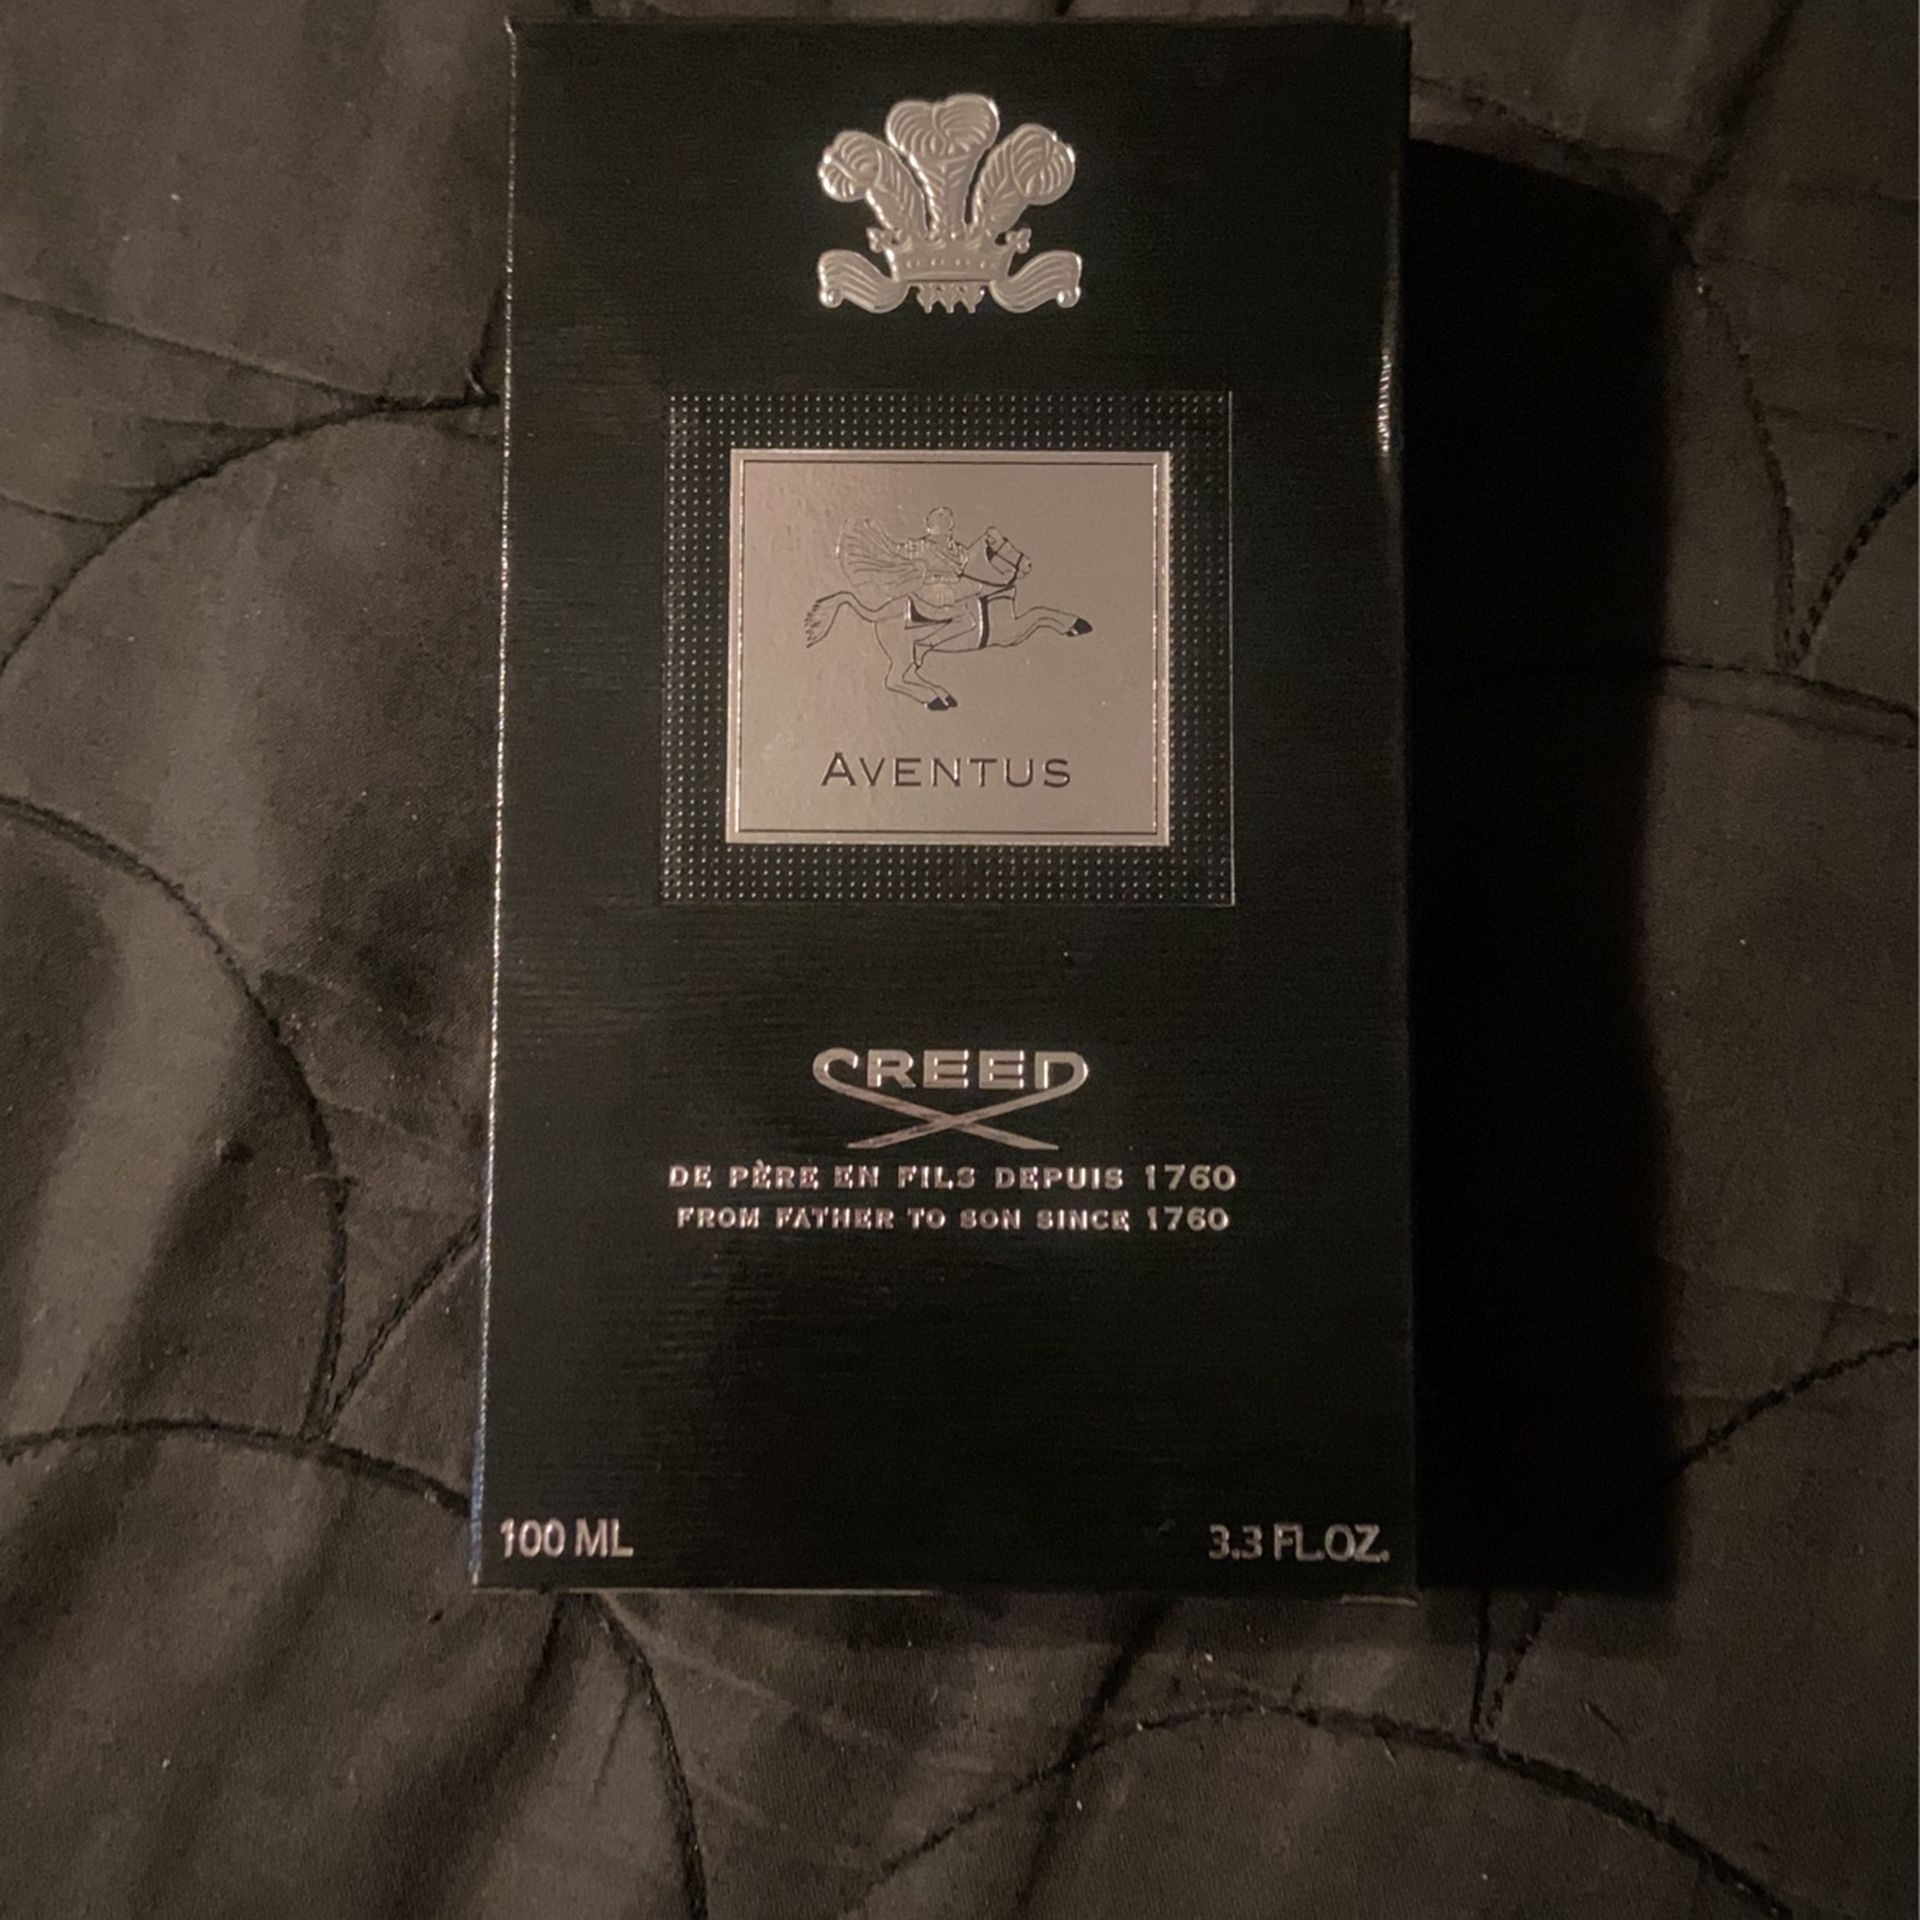 AVENTUS
CREED
DE PÈRE EN FILS DEPUIS 1760
FROM FATHER TO SON SINCE 1760
100 ML
3.3 FL.OZ.